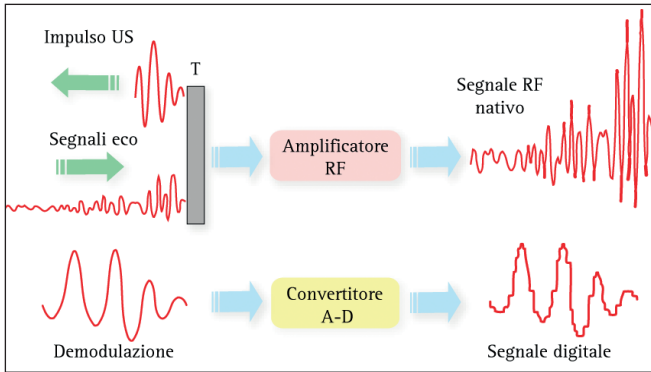 Impulso US
T
Segnali eco
Amplificatore
RF
Segnale RF
nativo
Demodulazione
Convertitore
A-D
Segnale digitale